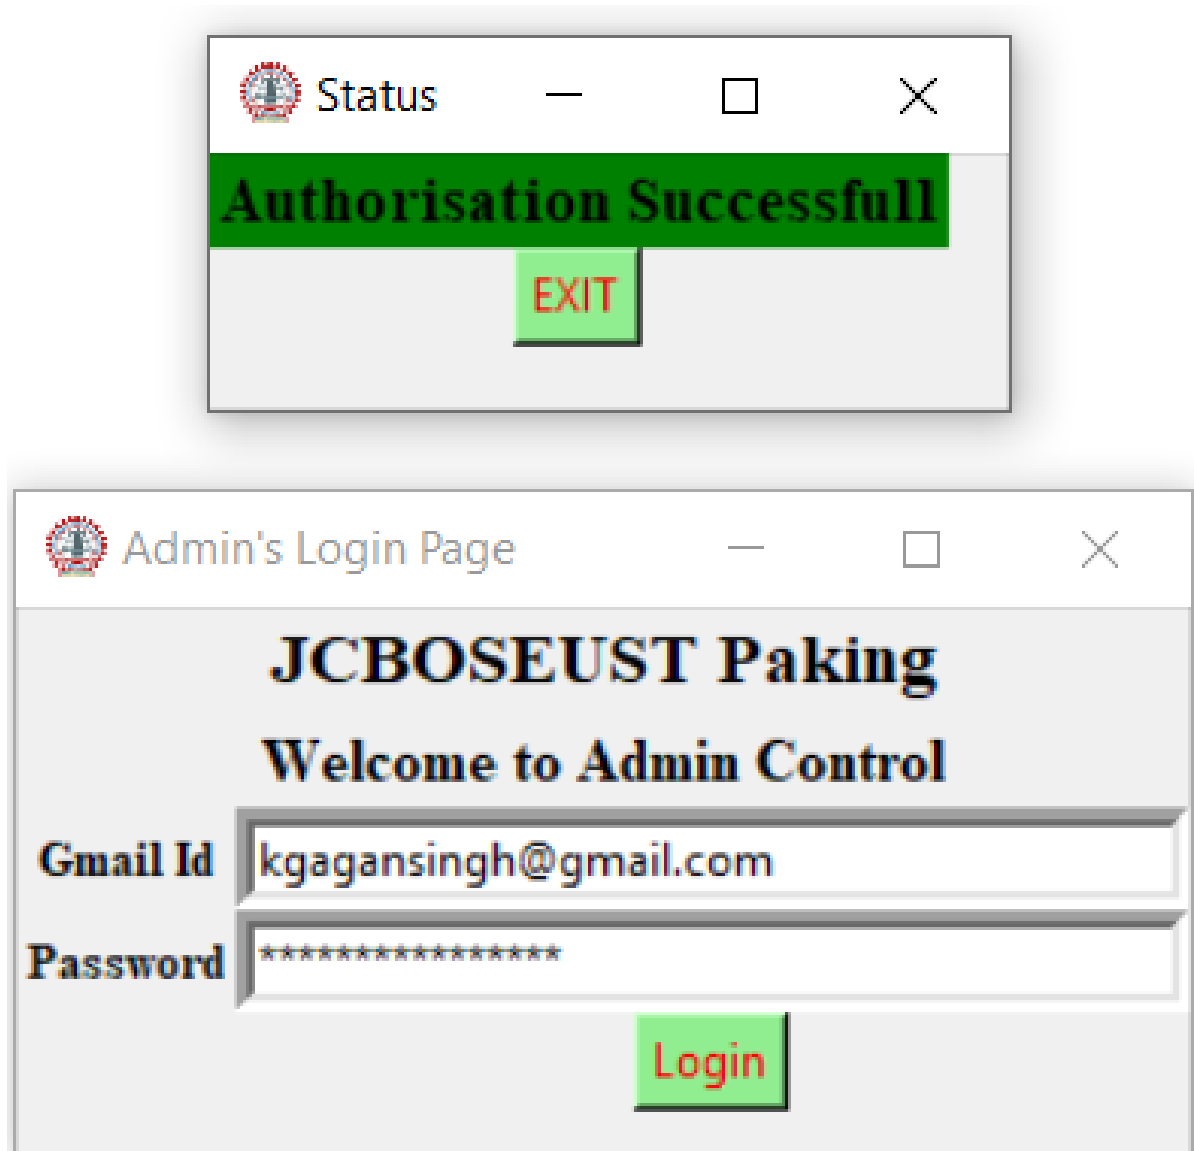 Status
Authorisation Successfull
EXIT
Admin's Login Page
JCBOSEUST Paking
Welcome to Admin Control
Gmail Id kgagansingh@gmail.com
Password ****************
Login